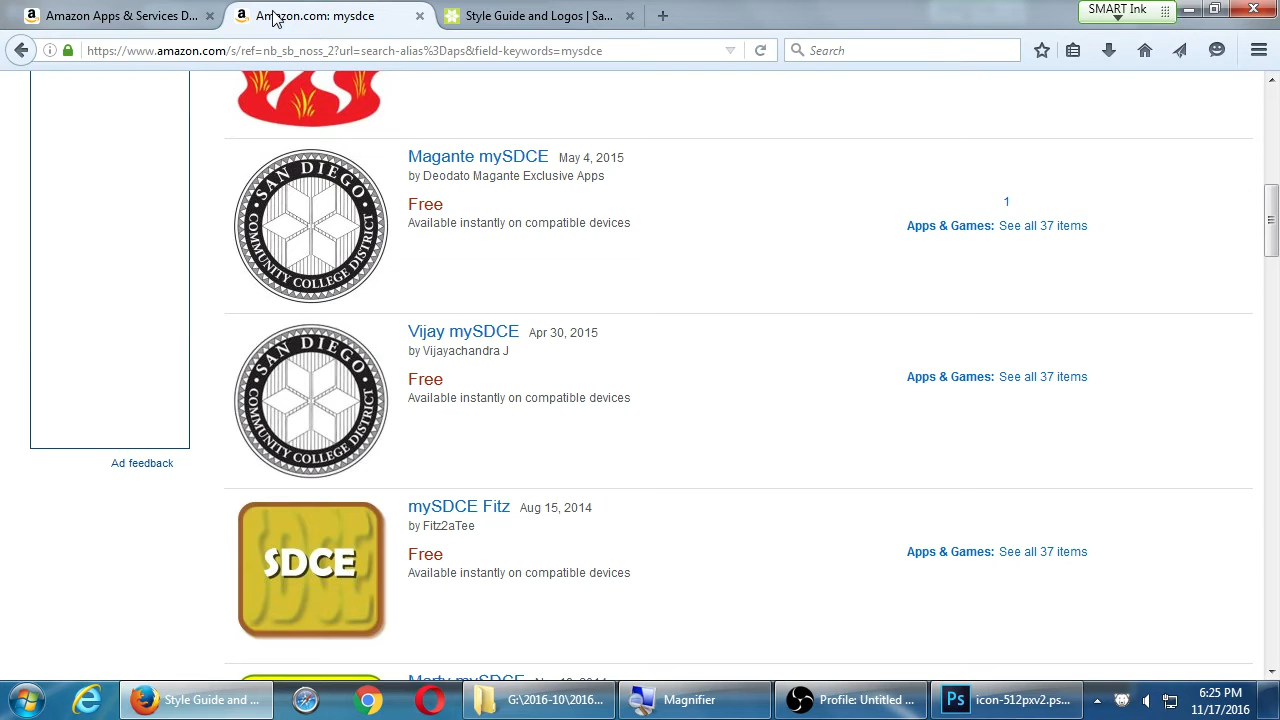 Amazon Apps & Services D...
Amazon.com: mysdce
Style Guide and Logos | Sa...
SMART Ink
https://www.amazon.com/s/ref=nb_sb_noss_2?url=search-alias%3Daps&field-keywords=mysdce
Search
SAN DIEGO
COMMUNITY COLLEGE DISTRICT
Magante mySDCE May 4, 2015
by Deodato Magante Exclusive Apps
Free
Available instantly on compatible devices
1
Apps & Games: See all 37 items
SAN DIEGO
COMMUNITY COLLEGE DISTRICT
Vijay mySDCE Apr 30, 2015
by Vijayachandra J
Free
Available instantly on compatible devices
Apps & Games: See all 37 items
Ad feedback
SDCE
mySDCE Fitz Aug 15, 2014
by Fitz2aTee
Free
Available instantly on compatible devices
Apps & Games: See all 37 items
Marty mySDCE
Style Guide and ...
G:\2016-10\2016...
Magnifier
Profile: Untitled ...
Ps
icon-512pxv2.ps...
6:25 PM
11/17/2016